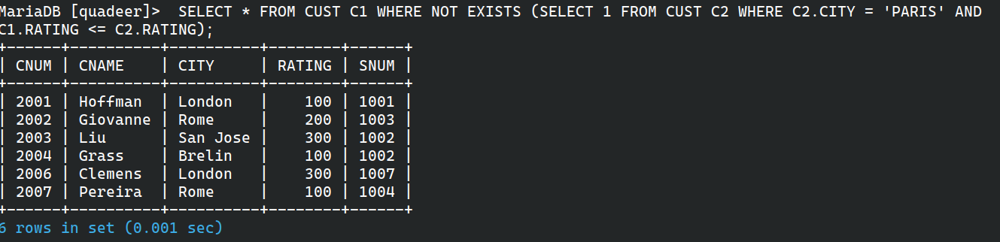 MariaDB [quadeer]>  SELECT * FROM CUST C1 WHERE NOT EXISTS (SELECT 1 FROM CUST C2 WHERE C2.CITY = 'PARIS' AND
C1.RATING <= C2.RATING);
+------+----------+----------+--------+------+
| CNUM | CNAME    | CITY     | RATING | SNUM |
+------+----------+----------+--------+------+
| 2001 | Hoffman  | London   |    100 | 1001 |
| 2002 | Giovanne | Rome     |    200 | 1003 |
| 2003 | Liu      | San Jose |    300 | 1002 |
| 2004 | Grass    | Brelin   |    100 | 1002 |
| 2006 | Clemens  | London   |    300 | 1007 |
| 2007 | Pereira  | Rome     |    100 | 1004 |
+------+----------+----------+--------+------+
6 rows in set (0.001 sec)